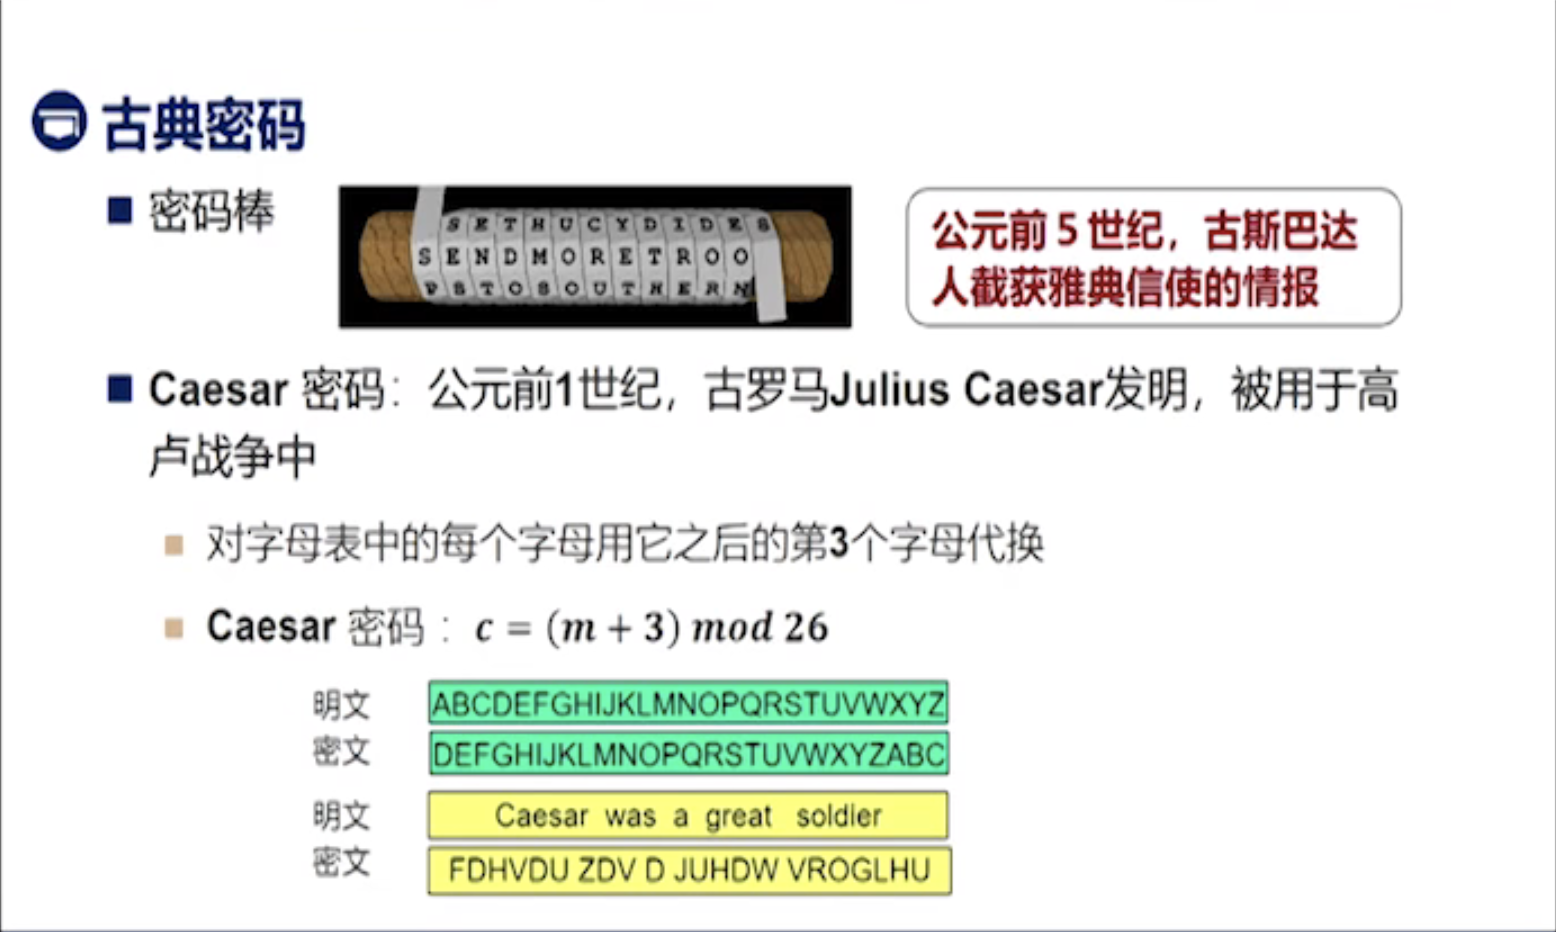 古典密码
密码棒
SETHUCYDIDES
SENDMORETROO
PSTOSOUTHERN
公元前 5 世纪，古斯巴达
人截获雅典信使的情报
Caesar 密码：公元前1世纪，古罗马Julius Caesar发明，被用于高
卢战争中
对字母表中的每个字母用它之后的第3个字母代换
Caesar 密码： c = (m + 3) mod 26
明文 ABCDEFGHIJKLMNOPQRSTUVWXYZ
密文 DEFGHIJKLMNOPQRSTUVWXYZABC
明文 Caesar was a great soldier
密文 FDHVDU ZDV D JUHDW VROGLHU